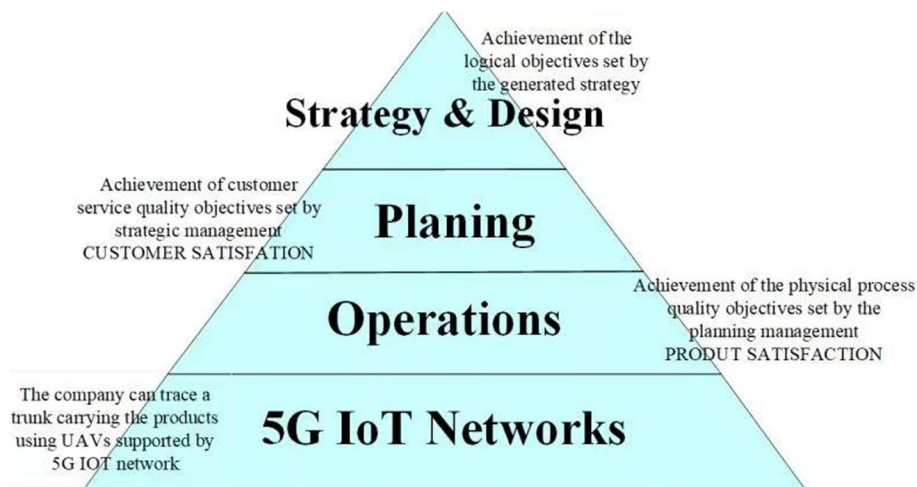 Achievement of the
logical objectives set by
the generated strategy
Strategy & Design
Achievement of customer
service quality objectives set by
strategic management
CUSTOMER SATISFATION
Planing
Achievement of the physical process
quality objectives set by the
planning management
PRODUT SATISFACTION
Operations
The company can trace a
trunk carrying the products
using UAVs supported by
5G IOT network
5G IoT Networks